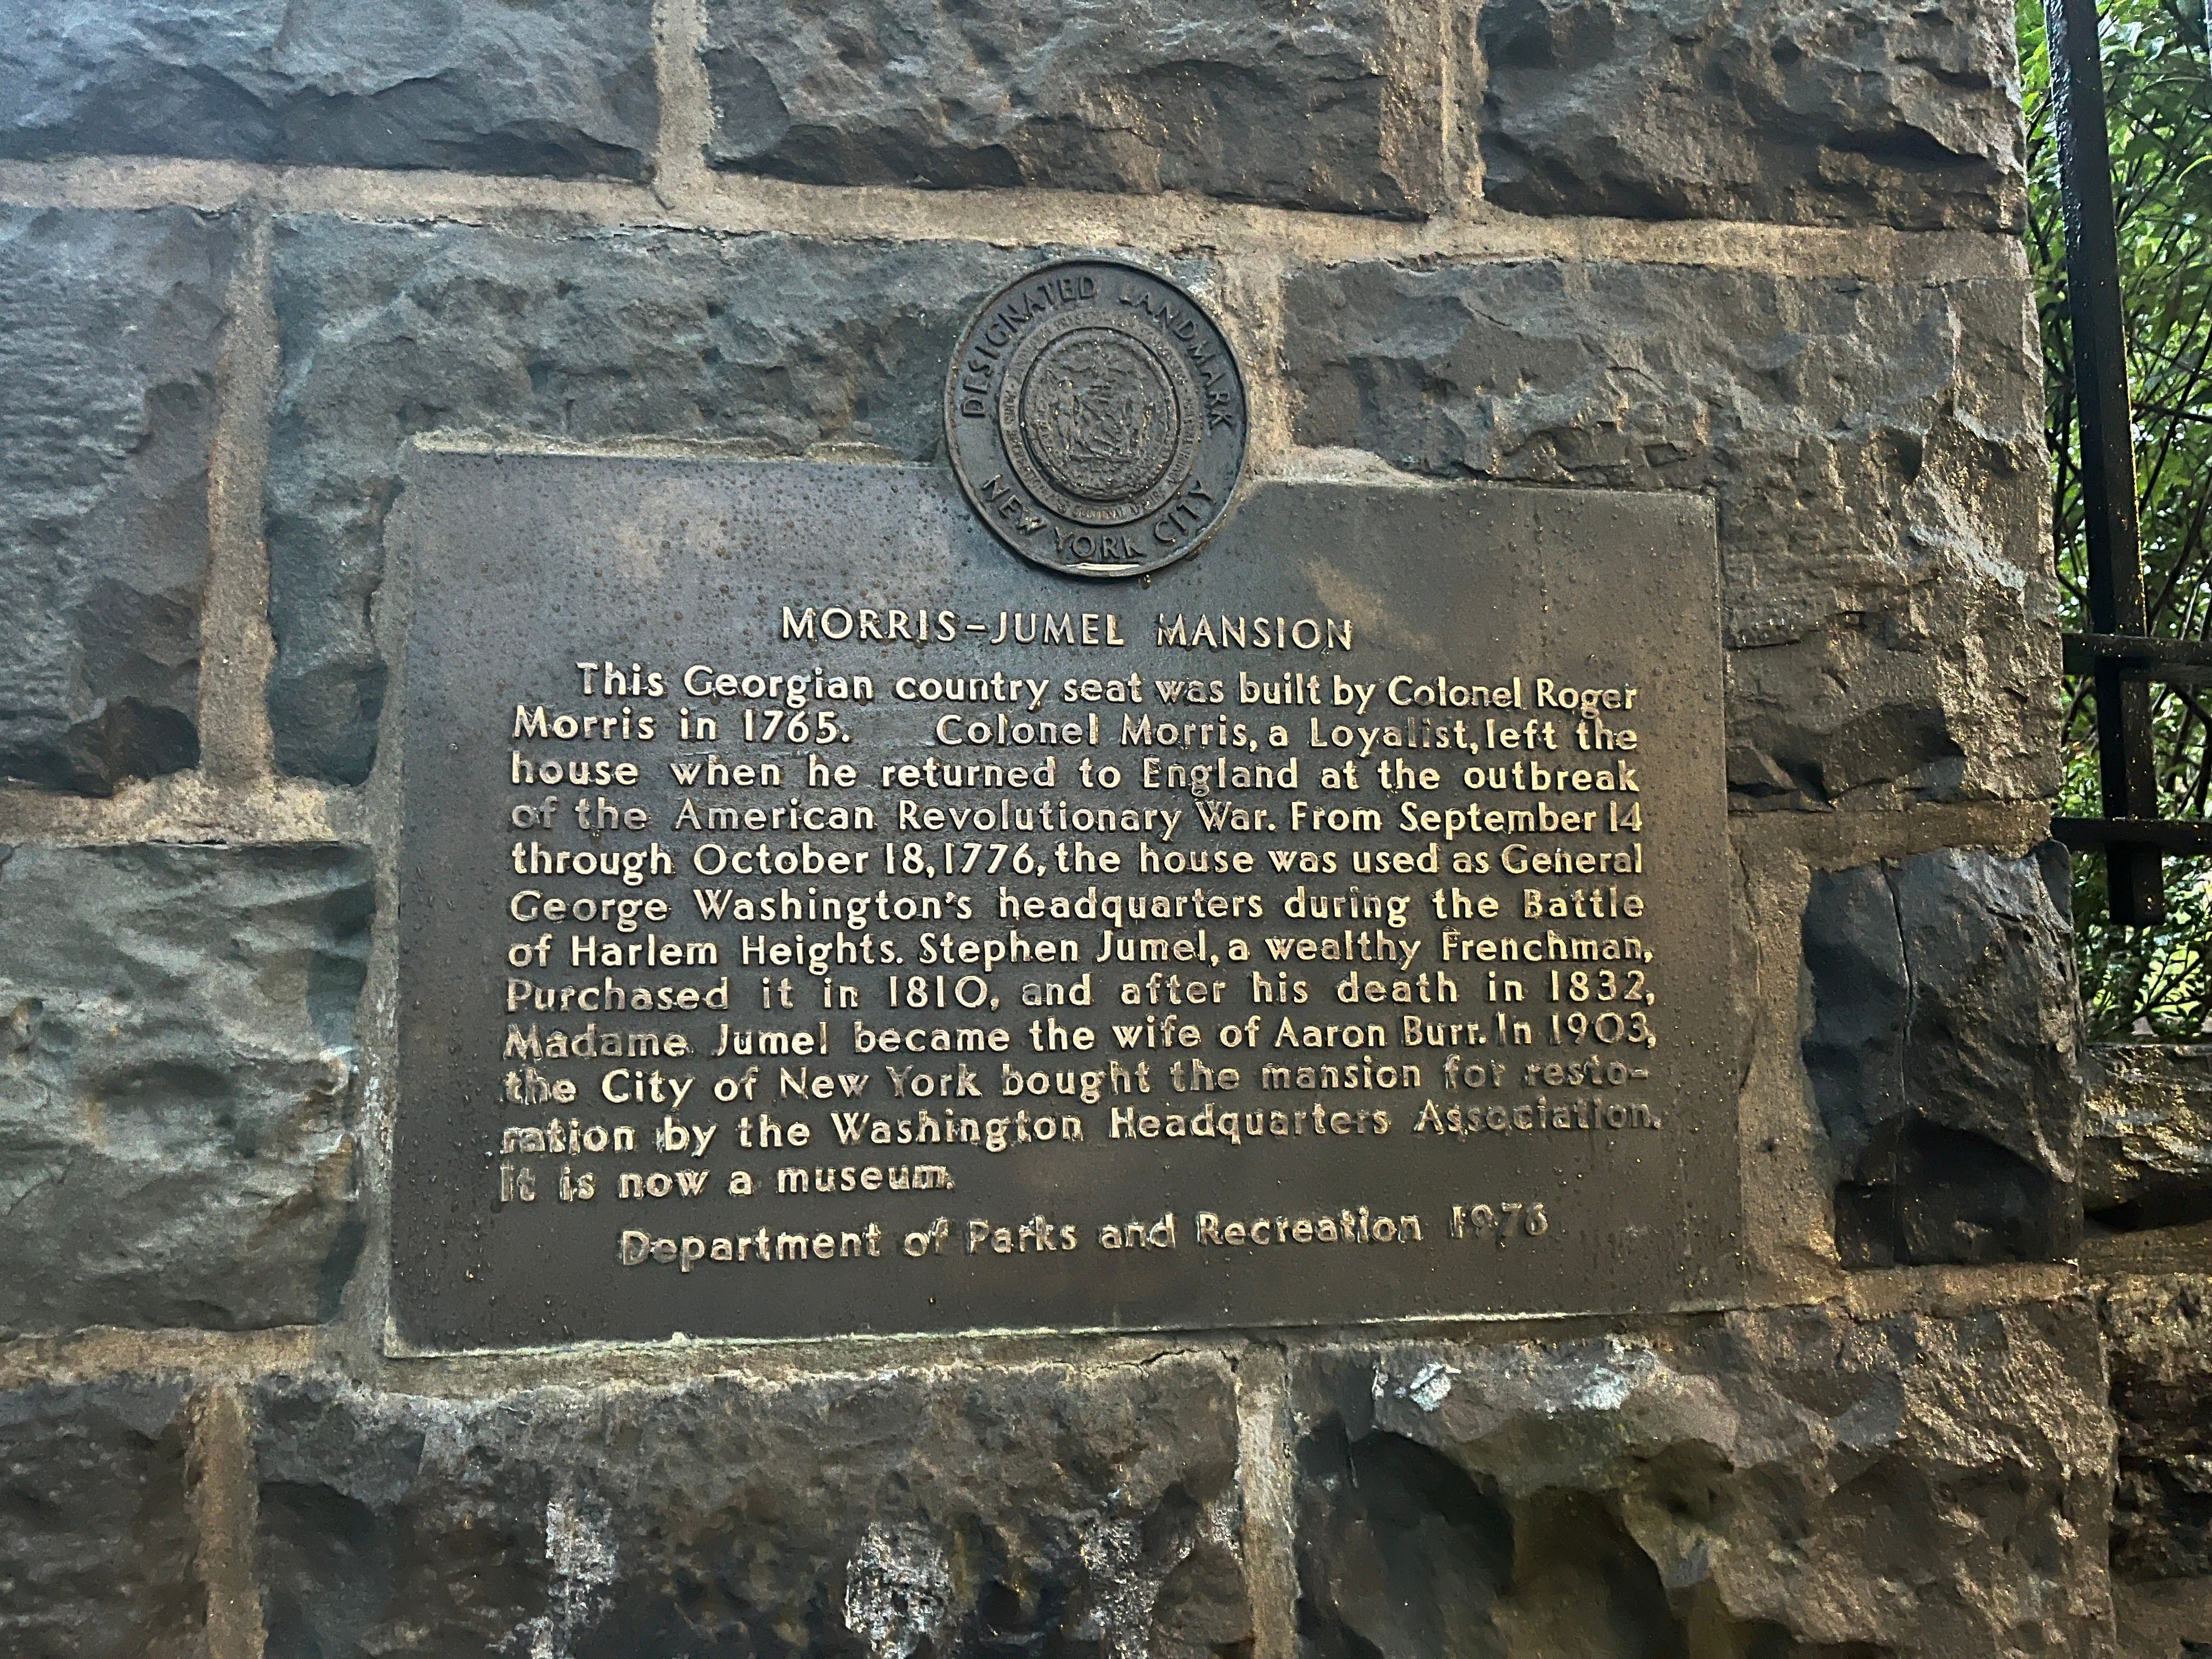 DESIGNATED LANDMARK
NEW YORK CITY
MORRIS-JUMEL MANSION
This Georgian country seat was built by Colonel Roger
Morris in 1765. Colonel Morris, a Loyalist, left the
house when he returned to England at the outbreak
of the American Revolutionary War. From September 14
through October 18, 1776, the house was used as General
George Washington's headquarters during the Battle
of Harlem Heights. Stephen Jumel, a wealthy Frenchman,
Purchased it in 1810, and after his death in 1832,
Madame Jumel became the wife of Aaron Burr. In 1903,
the City of New York bought the mansion for resto-
ration by the Washington Headquarters Association.
It is now a museum.
Department of Parks and Recreation 1976